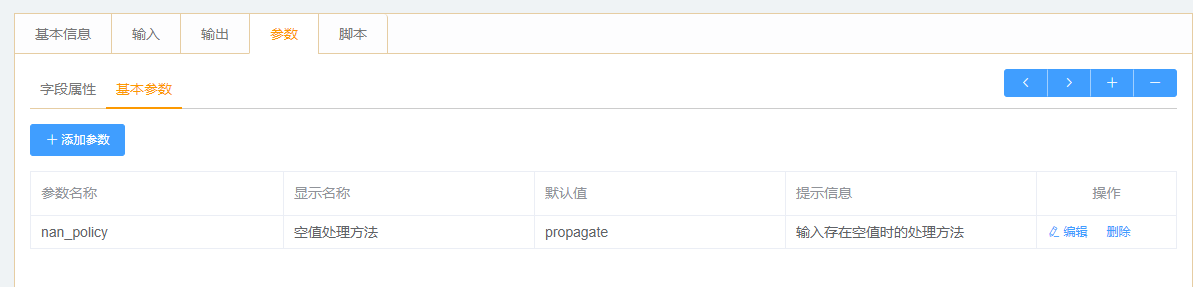 基本信息 输入 输出 参数 脚本
字段属性 基本参数
添加参数
参数名称 显示名称 默认值 提示信息 操作
nan_policy 空值处理方法 propagate 输入存在空值时的处理方法 编辑 删除